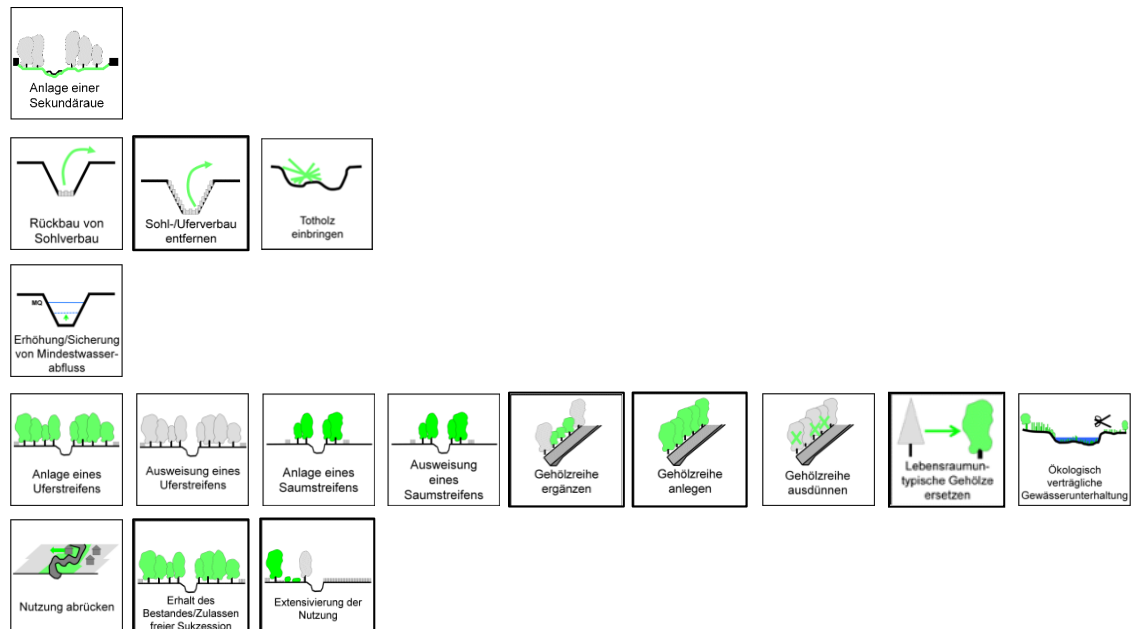 Anlage einer
Sekundäraue
Rückbau von
Sohlverbau
Sohl-/Uferverbau
entfernen
Totholz
einbringen
MQ
Erhöhung/Sicherung
von Mindestwasser-
abfluss
Anlage eines
Uferstreifens
Ausweisung eines
Uferstreifens
Anlage eines
Saumstreifens
Ausweisung
eines
Saumstreifens
Gehölzreihe
ergänzen
Gehölzreihe
anlegen
Gehölzreihe
ausdünnen
Lebensraumun-
typische Gehölze
ersetzen
Ökologisch
verträgliche
Gewässerunterhaltung
Nutzung abrücken
Erhalt des
Bestandes/Zulassen
freier Sukzession
Extensivierung der
Nutzung